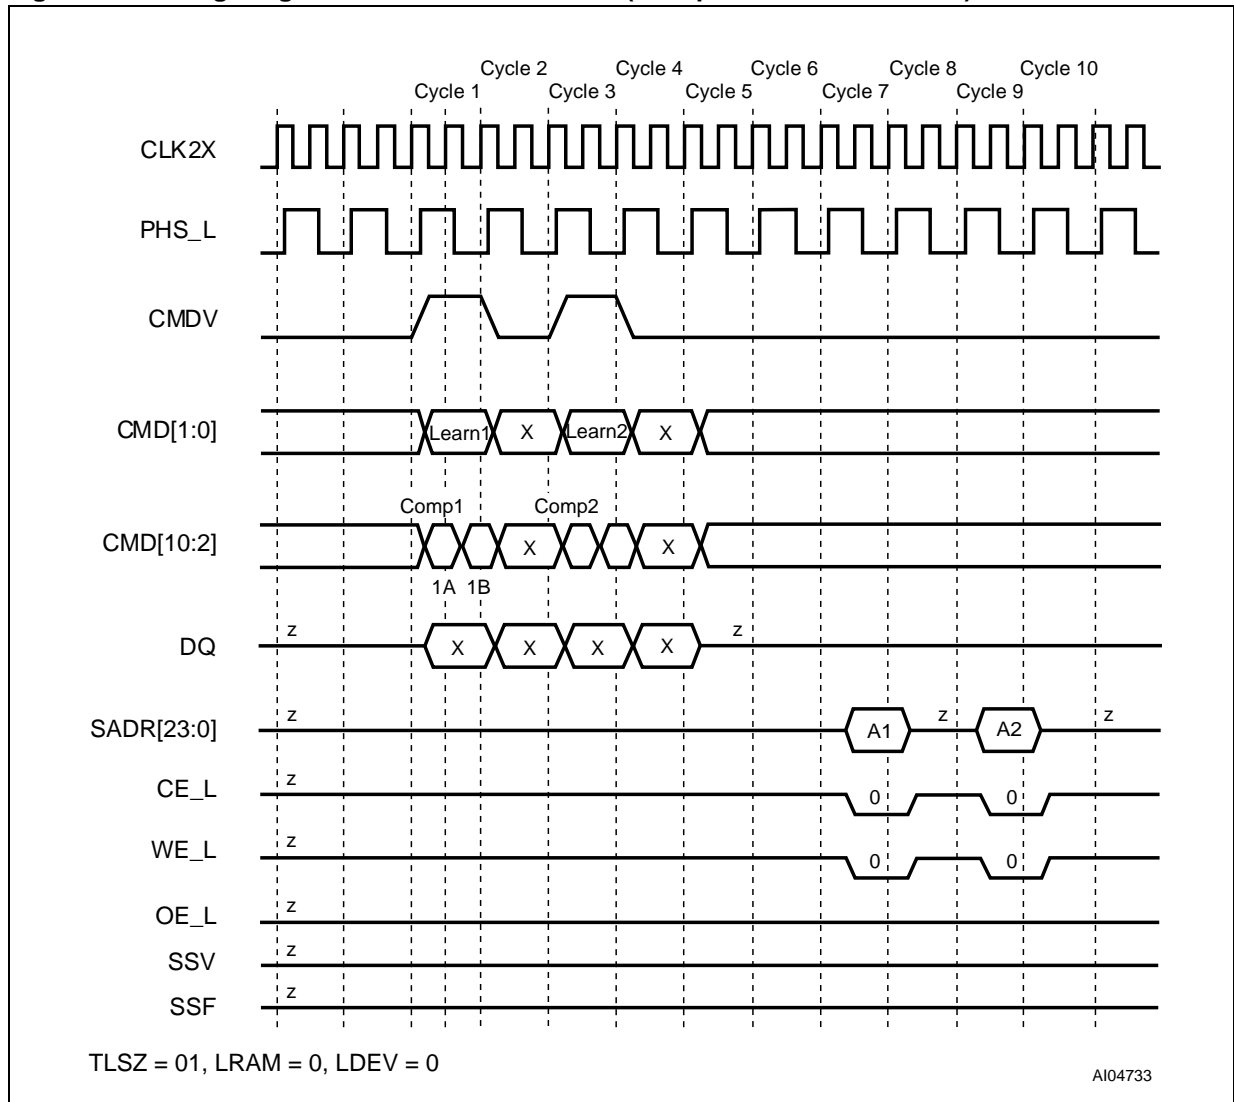 Cycle 2 Cycle 4 Cycle 6 Cycle 8 Cycle 10
Cycle 1 Cycle 3 Cycle 5 Cycle 7 Cycle 9
CLK2X
PHS_L
CMDV
CMD[1:0] Learn1 X Learn2 X
Comp1 Comp2
CMD[10:2] X X
1A 1B
DQ z X X X X z
SADR[23:0] z A1 z A2 z
CE_L z 0 0
WE_L z 0 0
OE_L z
SSV z
SSF z
TLSZ = 01, LRAM = 0, LDEV = 0
AI04733